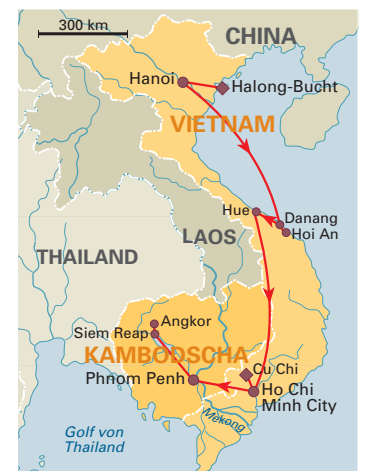 300 km
CHINA
Hanoi
Halong-Bucht
VIETNAM
Hue
Danang
Hoi An
LAOS
THAILAND
Angkor
Siem Reap
KAMBODSCHA
Cu Chi
Phnom Penh
Ho Chi
Minh City
Mekong
Golf von
Thailand